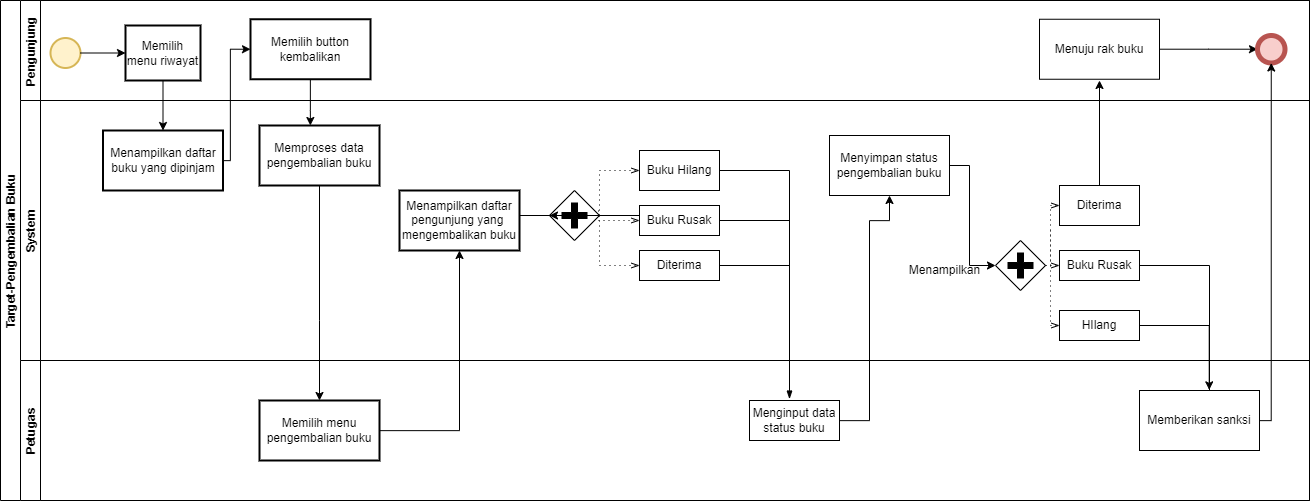 Target-Pengembalian Buku
Pengunjung
Memilih
menu riwayat
Memilih button
kembalikan
Menuju rak buku
System
Menampilkan daftar
buku yang dipinjam
Memproses data
pengembalian buku
Menampilkan daftar
pengunjung yang
mengembalikan buku
Buku Hilang
Buku Rusak
Diterima
Menyimpan status
pengembalian buku
Menampilkan
Diterima
Buku Rusak
HIlang
Petugas
Memilih menu
pengembalian buku
Menginput data
status buku
Memberikan sanksi